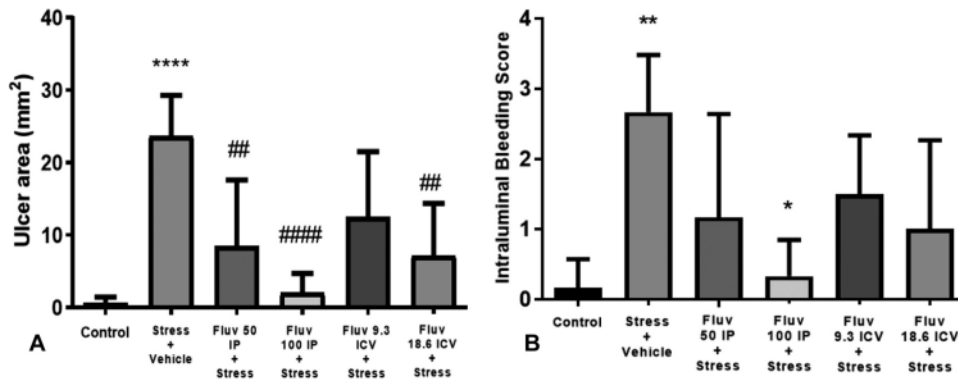 Ulcer area (mm²)
40
30
20
10
0
****
##
####
##
Control
Stress
+
Vehicle
Fluv 50
IP
+
Stress
Fluv
100 IP
+
Stress
Fluv 9.3
ICV
+
Stress
Fluv
18.6 ICV
+
Stress
A
Intraluminal Bleeding Score
4
3
2
1
0
**
*
Control
Stress
+
Vehicle
Fluv
50 IP
+
Stress
Fluv
100 IP
+
Stress
Fluv
9.3 ICV
+
Stress
Fluv
18.6 ICV
+
Stress
B